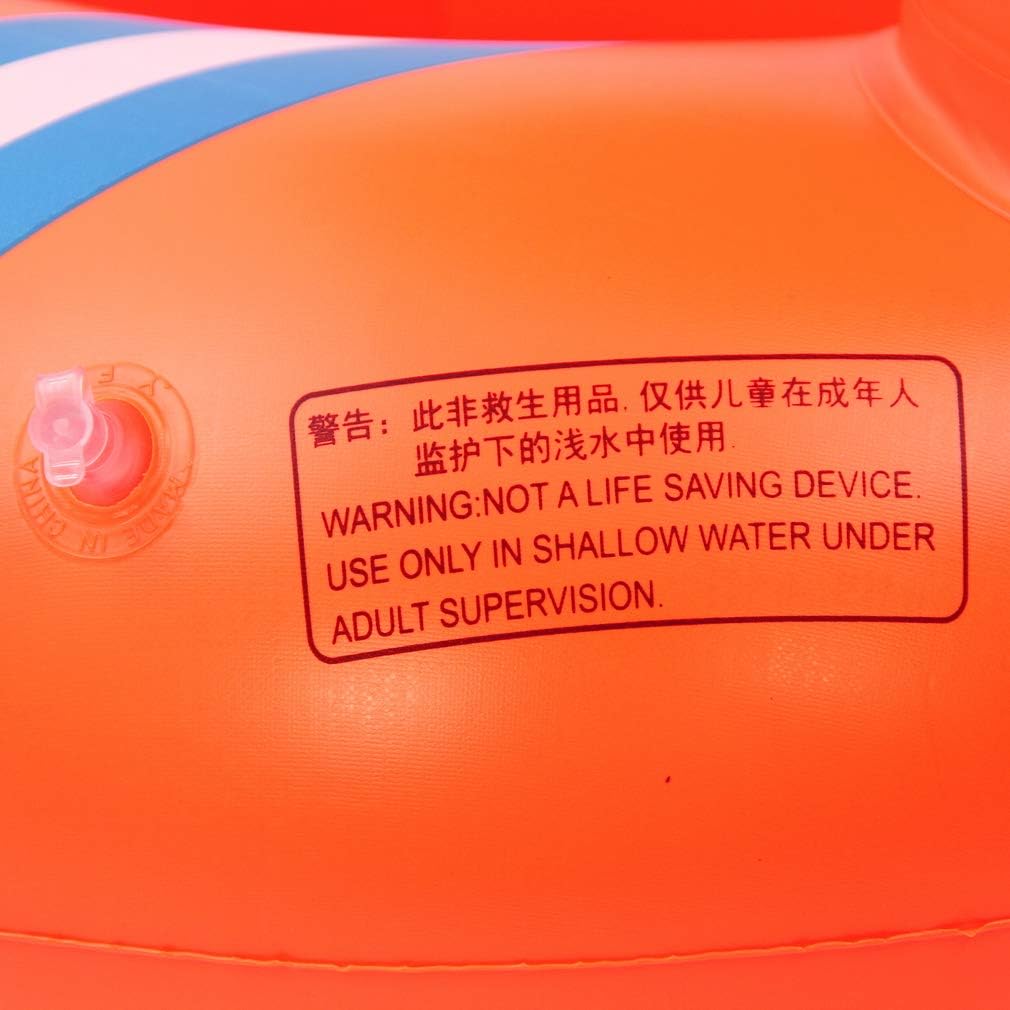 警告：此非救生用品.仅供儿童在成年人
监护下的浅水中使用.
WARNING:NOT A LIFE SAVING DEVICE.
USE ONLY IN SHALLOW WATER UNDER
ADULT SUPERVISION.
MADE IN CHINA